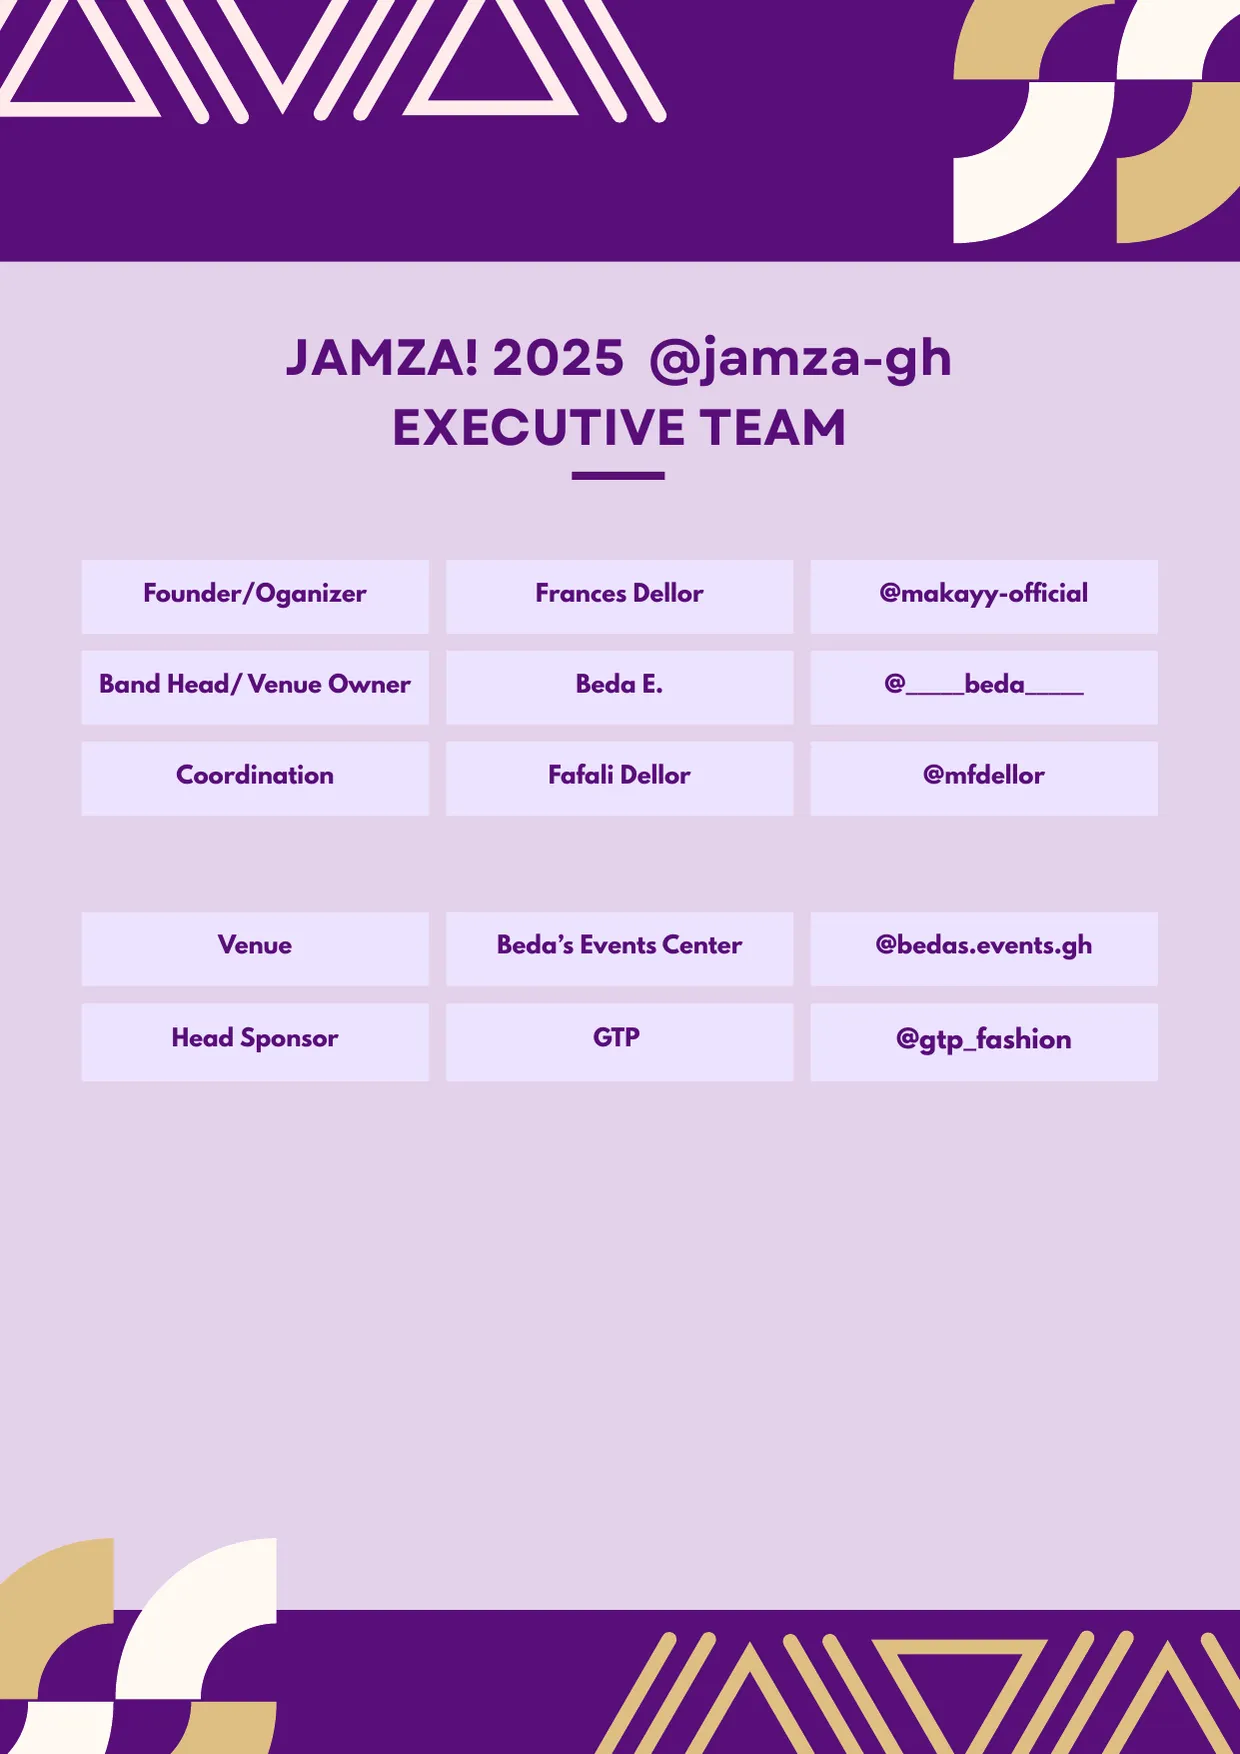 JAMZA! 2025 @jamza-gh
EXECUTIVE TEAM
Founder/Oganizer Frances Dellor @makayy-official
Band Head/ Venue Owner Beda E. @_____beda_____
Coordination Fafali Dellor @mfdellor
Venue Beda’s Events Center @bedas.events.gh
Head Sponsor GTP @gtp_fashion